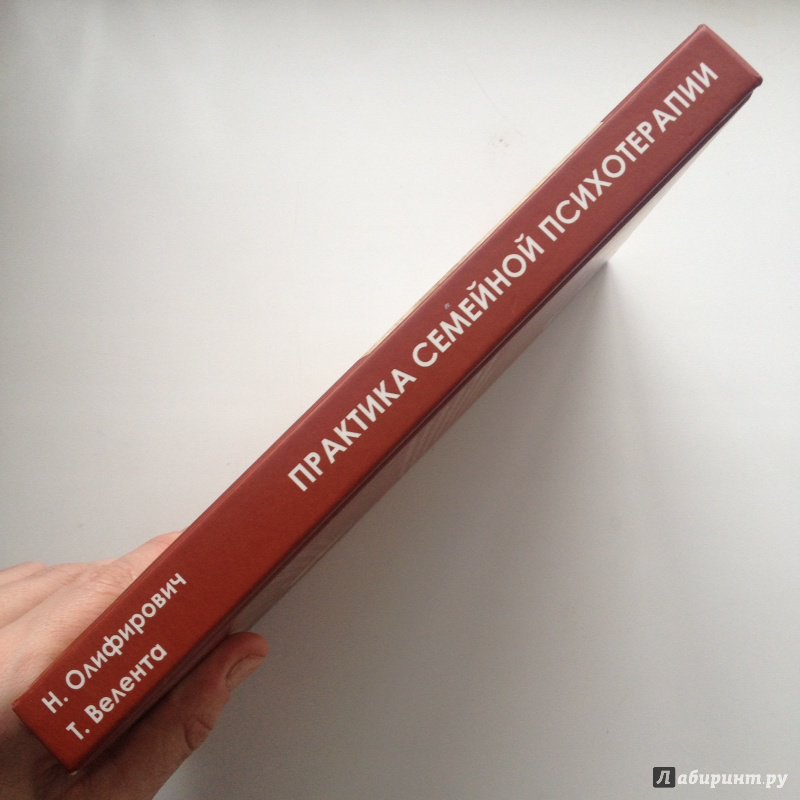 ПРАКТИКА СЕМЕЙНОЙ ПСИХОТЕРАПИИ
Н. Олифирович
Т. Велента
Лабиринт.ру